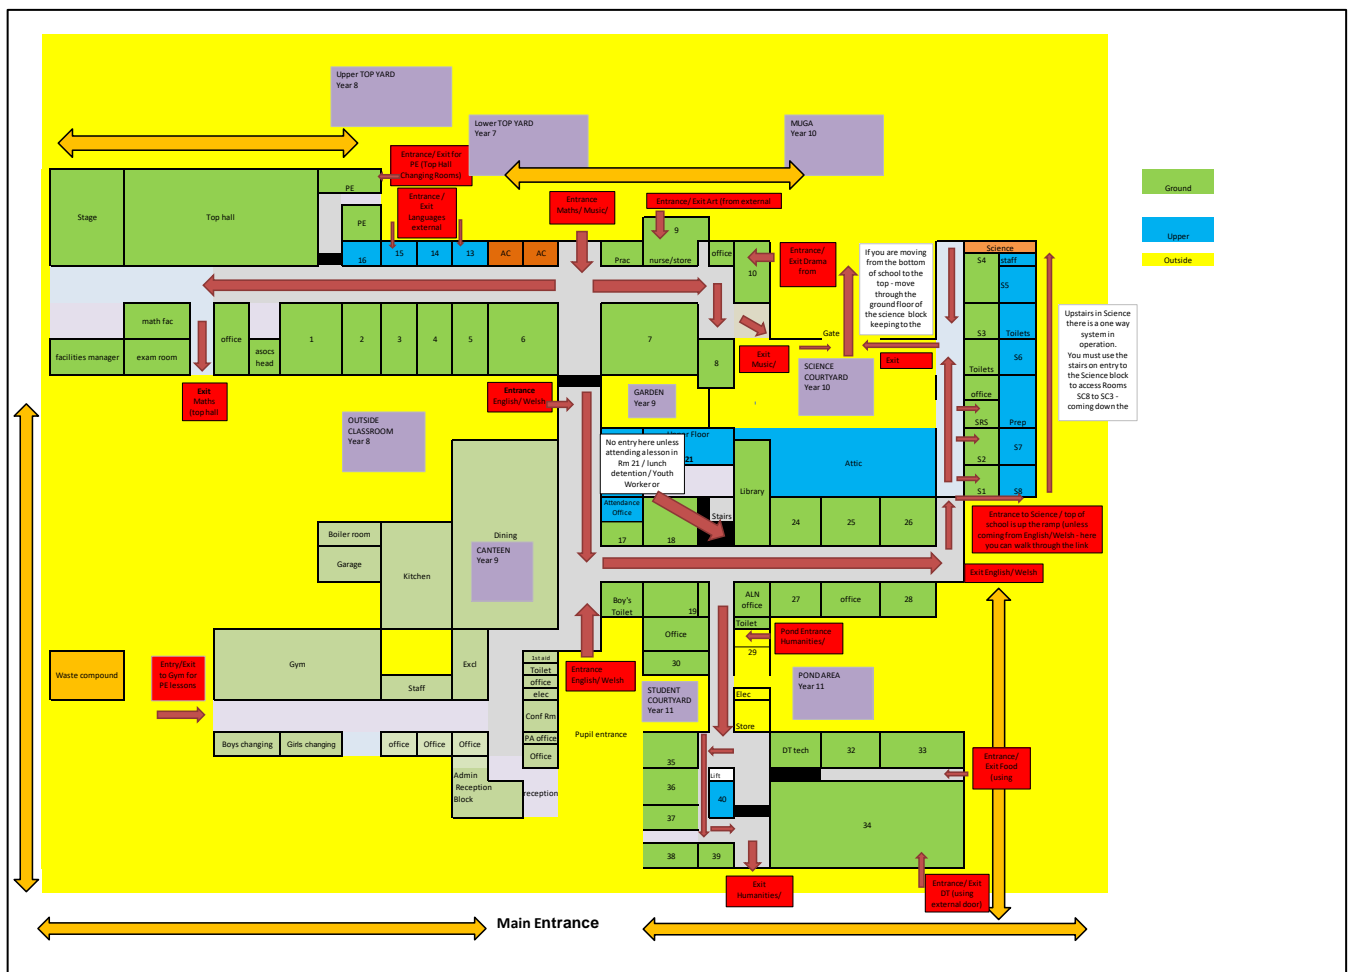 Upper TOP YARD
Year 8
Lower TOP YARD
Year 7
MUGA
Year 10
Entrance/ Exit for
PE (Top Hall
Changing Rooms)
Entrance /
Exit
Languages
external
Entrance
Maths/ Music/
Entrance/ Exit Art (from external
Ground
Upper
Outside
Stage
Top hall
PE
PE
16
15
14
13
AC
AC
Prac
9
nurse/store
office
10
Entrance/
Exit Drama
from
If you are moving
from the bottom
of school to the
top - move
through the
ground floor of
the science block
keeping to the
Science
S4
staff
S5
S3
Toilets
Toilets
S6
office
SRS
Prep
S2
S7
S1
S8
Upstairs in Science
there is a one way
system in
operation.
You must use the
stairs on entry to
the Science block
to access Rooms
SC8 to SC3 -
coming down the
math fac
facilities manager
exam room
office
asocs
head
1
2
3
4
5
6
7
8
Gate
Exit
Music/
Exit
SCIENCE
COURTYARD
Year 10
Exit
Maths
(top hall
Entrance
English/ Welsh
GARDEN
Year 9
OUTSIDE
CLASSROOM
Year 8
No entry here unless
attending a lesson in
Rm 21 / lunch
detention / Youth
Worker or
Upper Floor
21
Attic
Library
Attendance
Office
Stairs
17
18
24
25
26
Entrance to Science / top of
school is up the ramp (unless
coming from English/Welsh - here
you can walk through the link
Exit English/ Welsh
Boiler room
Garage
Kitchen
Dining
CANTEEN
Year 9
Boy's
Toilet
19
ALN
office
27
office
28
Toilet
29
Pond Entrance
Humanities/
Office
30
Gym
Staff
Excl
1st aid
Toilet
office
elec
Conf Rm
PA office
Office
Entrance
English/ Welsh
Waste compound
Entry/Exit
to Gym for
PE lessons
STUDENT
COURTYARD
Year 11
POND AREA
Year 11
Elec
Store
Pupil entrance
Boys changing
Girls changing
office
Office
Office
Admin
Reception
Block
reception
35
36
37
38
39
Lift
40
DT tech
32
33
34
Entrance/
Exit Food
(using
Exit
Humanities/
Entrance/ Exit
DT (using
external door)
Main Entrance